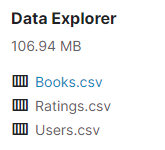 Data Explorer
106.94 MB
Books.csv
Ratings.csv
Users.csv